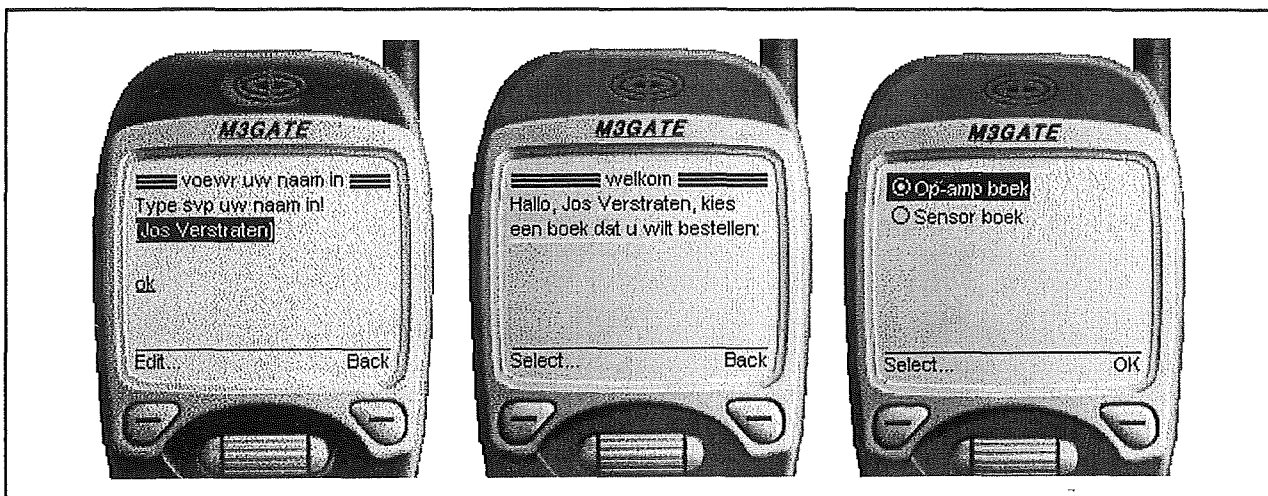 M3GATE
voewr uw naam in
Type svp uw naam in!
Jos Verstraten
ok
Edit... Back
M3GATE
welkom
Hallo, Jos Verstraten, kies
een boek dat u wilt bestellen:
Select... Back
M3GATE
Op-amp boek
Sensor boek
Select... OK